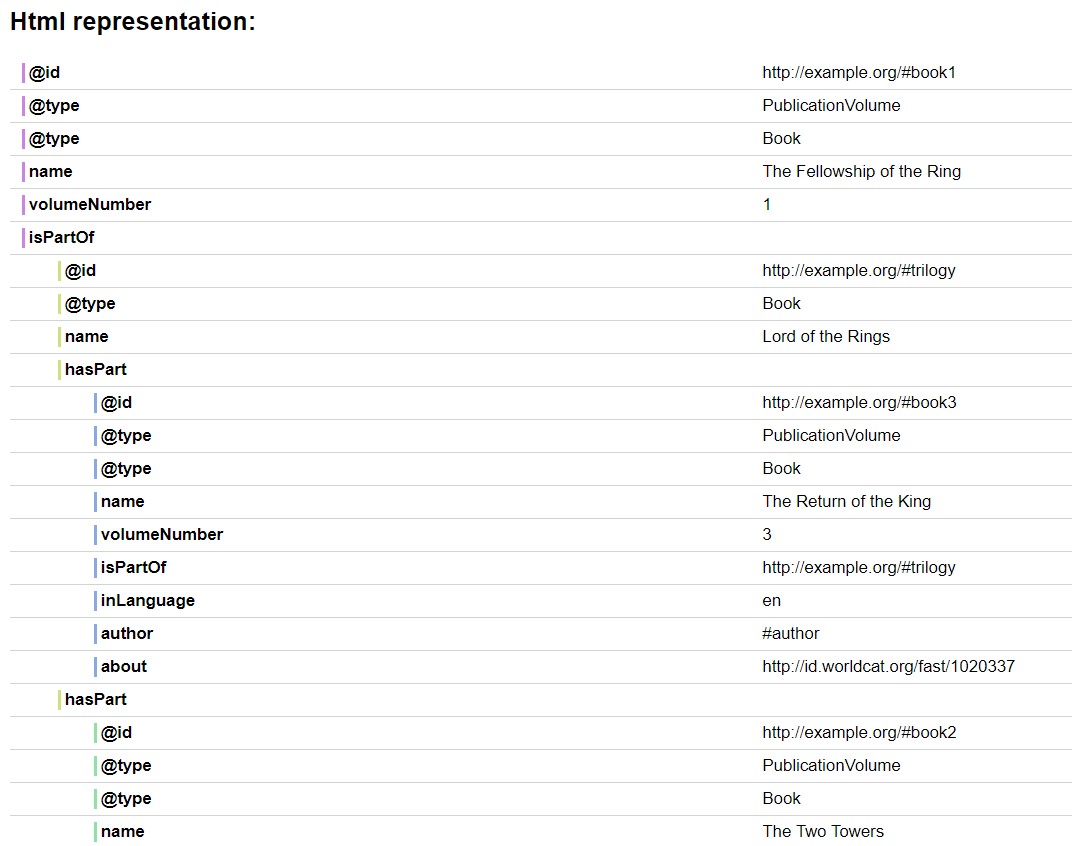 Html representation:
@id http://example.org/#book1
@type PublicationVolume
@type Book
name The Fellowship of the Ring
volumeNumber 1
isPartOf
@id http://example.org/#trilogy
@type Book
name Lord of the Rings
hasPart
@id http://example.org/#book3
@type PublicationVolume
@type Book
name The Return of the King
volumeNumber 3
isPartOf http://example.org/#trilogy
inLanguage en
author #author
about http://id.worldcat.org/fast/1020337
hasPart
@id http://example.org/#book2
@type PublicationVolume
@type Book
name The Two Towers